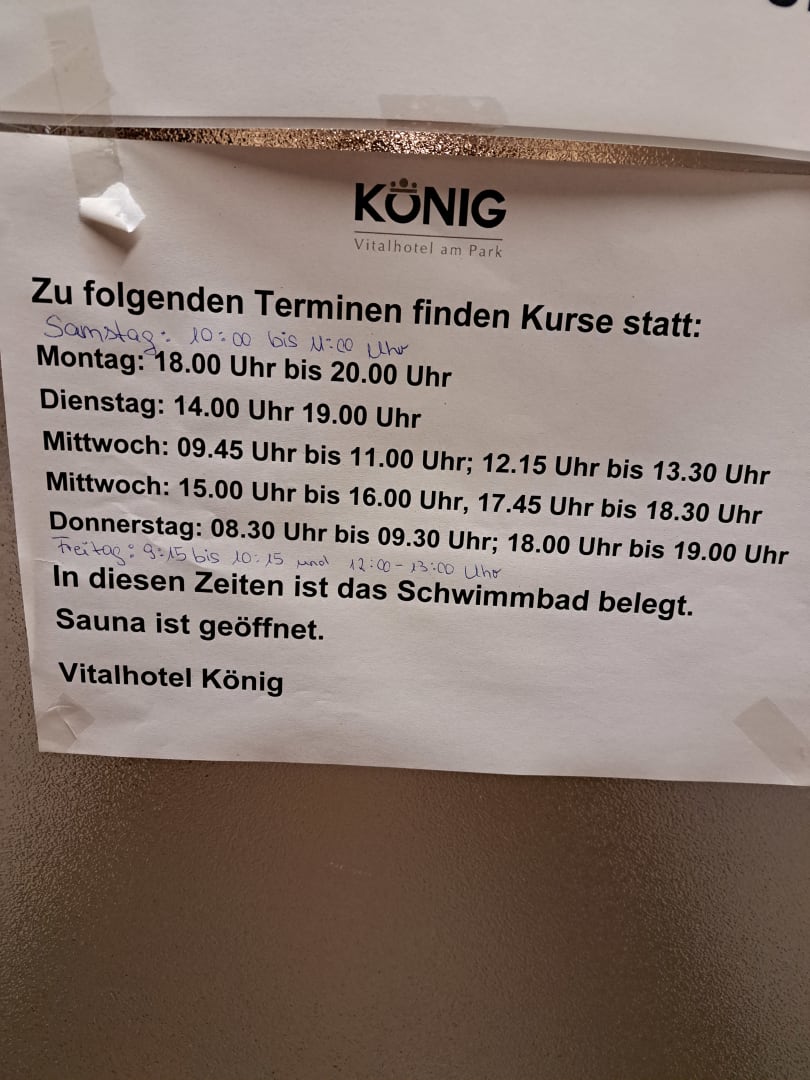 KÖNIG
Vitalhotel am Park
Zu folgenden Terminen finden Kurse statt:
Samstag: 10:00 bis 11:00 Uhr
Montag: 18.00 Uhr bis 20.00 Uhr
Dienstag: 14.00 Uhr 19.00 Uhr
Mittwoch: 09.45 Uhr bis 11.00 Uhr; 12.15 Uhr bis 13.30 Uhr
Mittwoch: 15.00 Uhr bis 16.00 Uhr, 17.45 Uhr bis 18.30 Uhr
Donnerstag: 08.30 Uhr bis 09.30 Uhr; 18.00 Uhr bis 19.00 Uhr
Freitag: 9:15 bis 10:15 und 12:00 - 13:00 Uhr
In diesen Zeiten ist das Schwimmbad belegt.
Sauna ist geöffnet.
Vitalhotel König